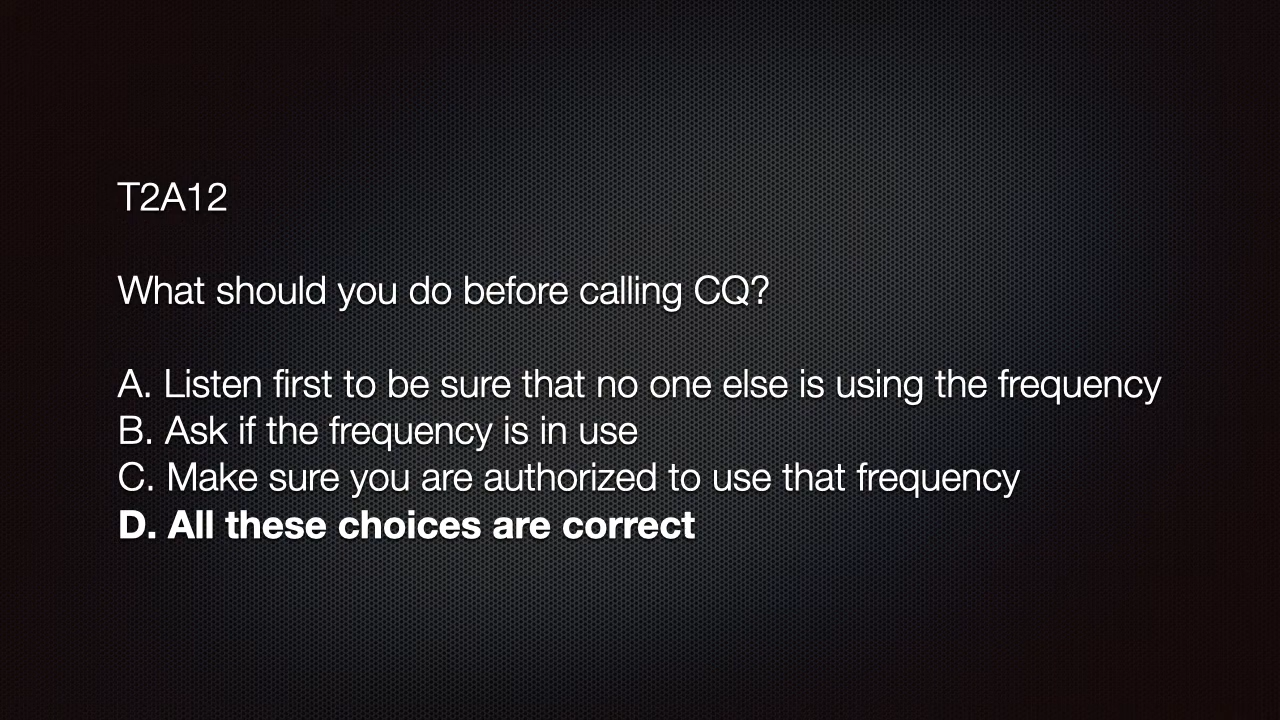 T2A12
What should you do before calling CQ?
A. Listen first to be sure that no one else is using the frequency
B. Ask if the frequency is in use
C. Make sure you are authorized to use that frequency
D. All these choices are correct